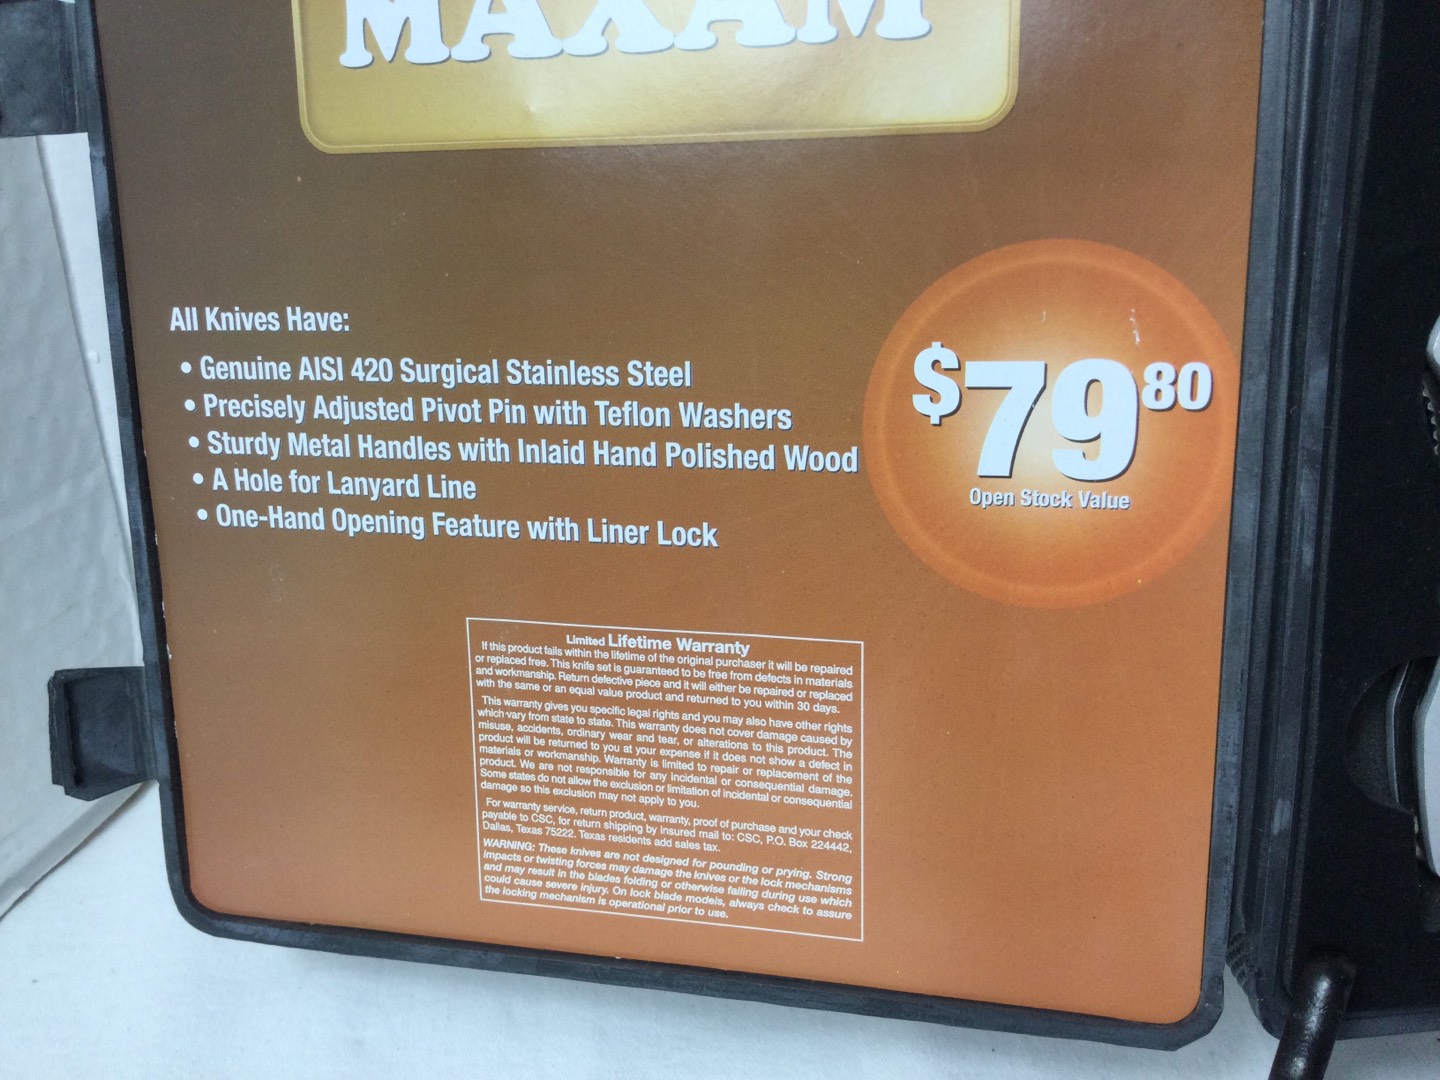 MAXAM
All Knives Have:
• Genuine AISI 420 Surgical Stainless Steel
• Precisely Adjusted Pivot Pin with Teflon Washers
• Sturdy Metal Handles with Inlaid Hand Polished Wood
• A Hole for Lanyard Line
• One-Hand Opening Feature with Liner Lock
$79.80
Open Stock Value
Limited Lifetime Warranty
If this product fails within the lifetime of the original purchaser it will be repaired
or replaced free. This knife set is guaranteed to be free from defects in materials
and workmanship. Return defective piece and it will either be repaired or replaced
with the same or an equal value product and returned to you within 30 days.
This warranty gives you specific legal rights and you may also have other rights
which vary from state to state. This warranty does not cover damage caused by
misuse, accidents, ordinary wear and tear, or alterations to this product. The
product will be returned to you at your expense if it does not show a defect in
materials or workmanship. Warranty is limited to repair or replacement of the
product. We are not responsible for any incidental or consequential damage.
Some states do not allow the exclusion or limitation of incidental or consequential
damage so this exclusion may not apply to you.
For warranty service, return product, warranty, proof of purchase and your check
payable to CSC, for return shipping by insured mail to: CSC, P.O. Box 224442,
Dallas, Texas 75222. Texas residents add sales tax.
WARNING: These knives are not designed for pounding or prying. Strong
impacts or twisting forces may damage the knives or the lock mechanisms
and may result in the blades folding or otherwise failing during use which
could cause severe injury. On lock blade models, always check to assure
the locking mechanism is operational prior to use.